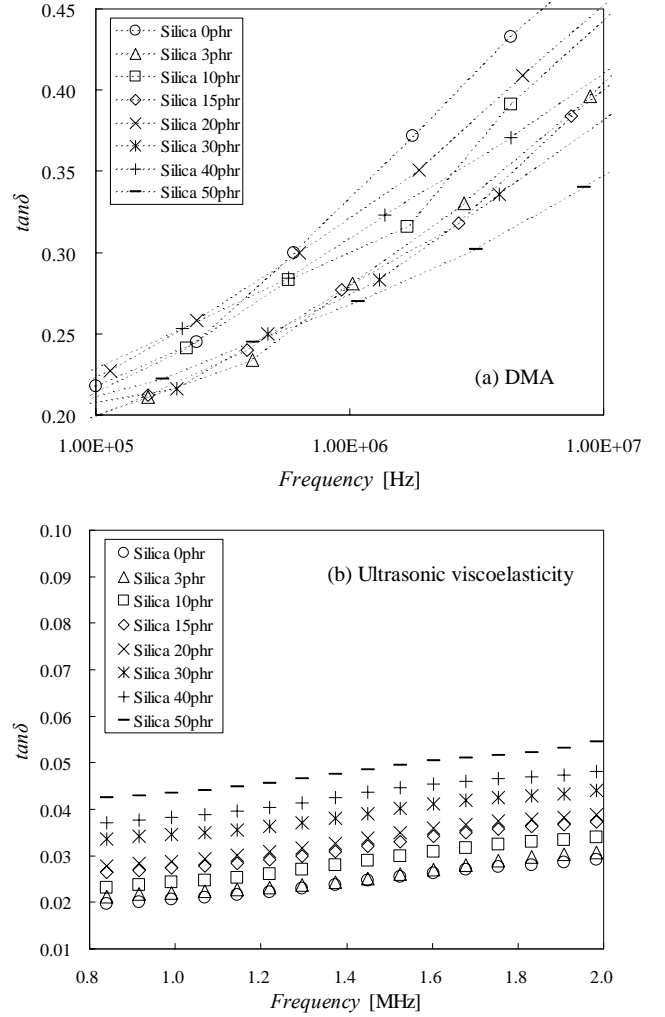 0.45
0.40
0.35
0.30
0.25
0.20
tanδ
Silica 0phr
Silica 3phr
Silica 10phr
Silica 15phr
Silica 20phr
Silica 30phr
Silica 40phr
Silica 50phr
(a) DMA
1.00E+05 1.00E+06 1.00E+07
Frequency [Hz]
0.10
0.09
0.08
0.07
0.06
0.05
0.04
0.03
0.02
0.01
tanδ
Silica 0phr
Silica 3phr
Silica 10phr
Silica 15phr
Silica 20phr
Silica 30phr
Silica 40phr
Silica 50phr
(b) Ultrasonic viscoelasticity
0.8 1.0 1.2 1.4 1.6 1.8 2.0
Frequency [MHz]